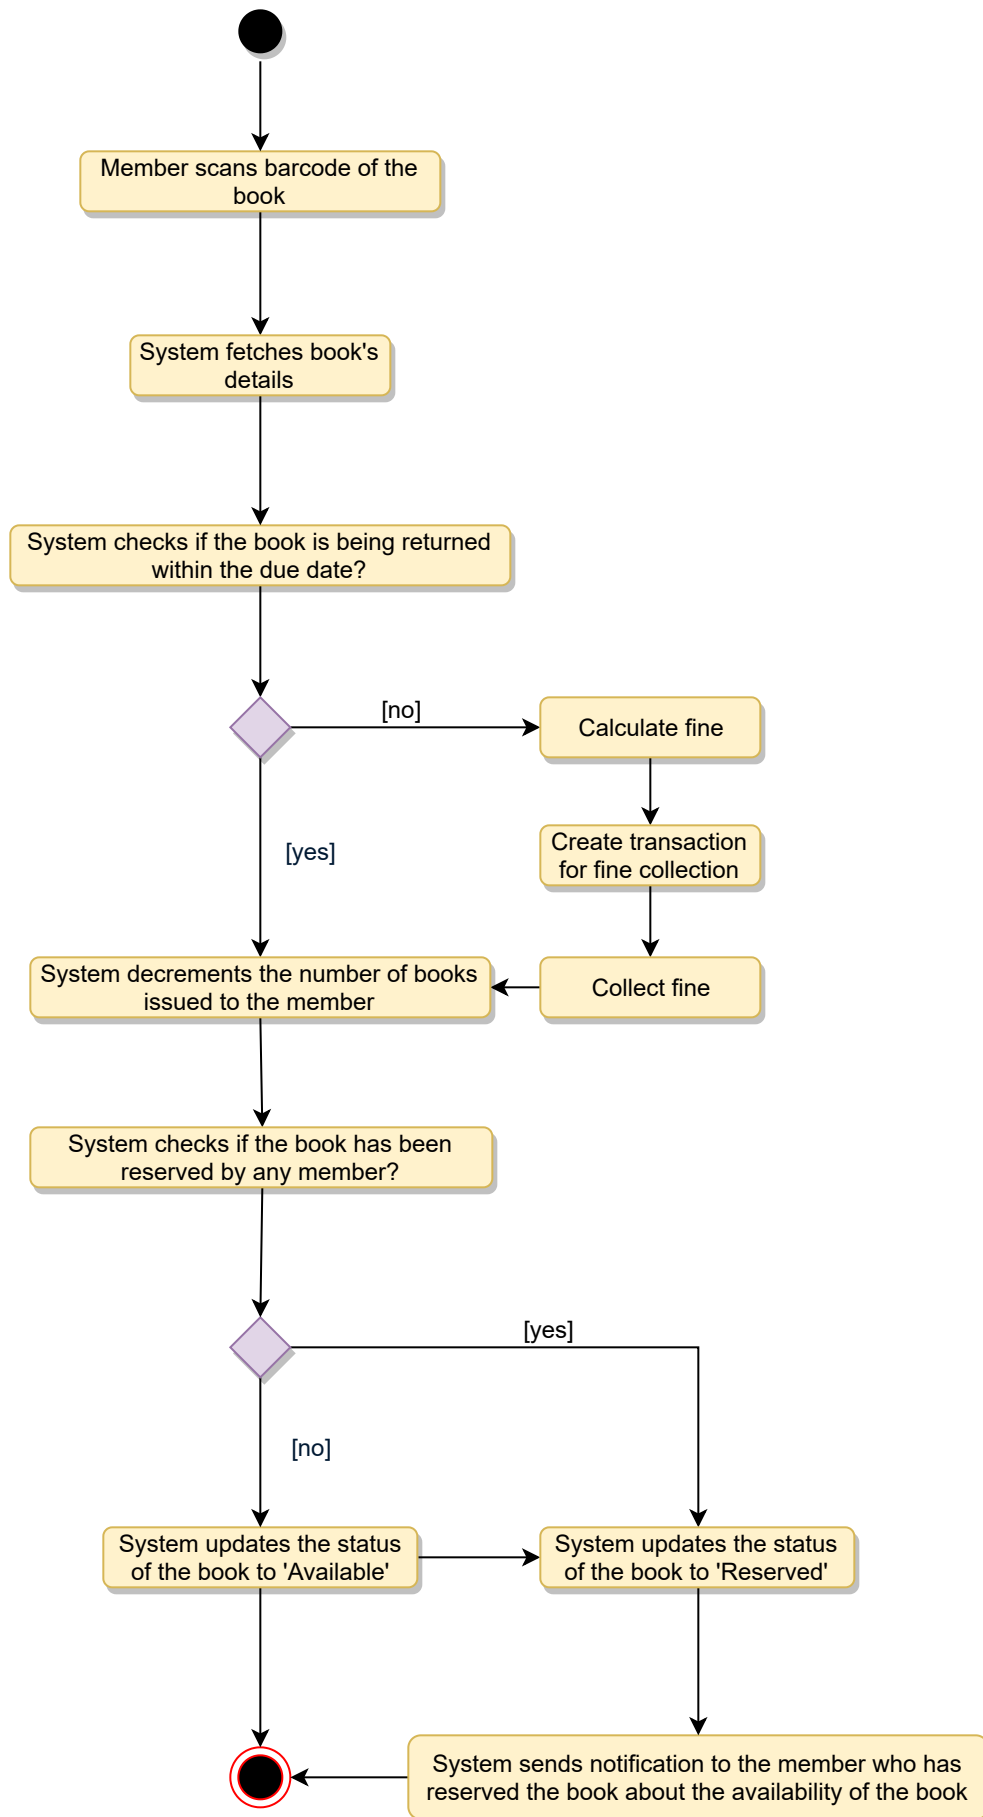 Member scans barcode of the
book
System fetches book's
details
System checks if the book is being returned
within the due date?
[no]
Calculate fine
Create transaction
for fine collection
[yes]
System decrements the number of books
issued to the member
Collect fine
System checks if the book has been
reserved by any member?
[yes]
[no]
System updates the status
of the book to 'Available'
System updates the status
of the book to 'Reserved'
System sends notification to the member who has
reserved the book about the availability of the book